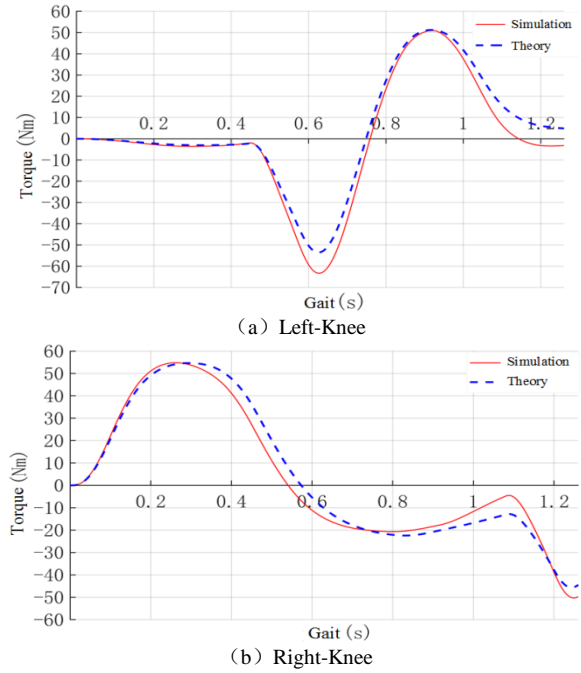 60
50
40
30
20
10
0
−10
−20
−30
−40
−50
−60
−70
Torque (Nm)
0.2 0.4 0.6 0.8 1 1.2
Simulation
Theory
Gait (s)
（a）Left-Knee
60
50
40
30
20
10
0
−10
−20
−30
−40
−50
−60
Torque (Nm)
0.2 0.4 0.6 0.8 1 1.2
Simulation
Theory
Gait (s)
（b）Right-Knee